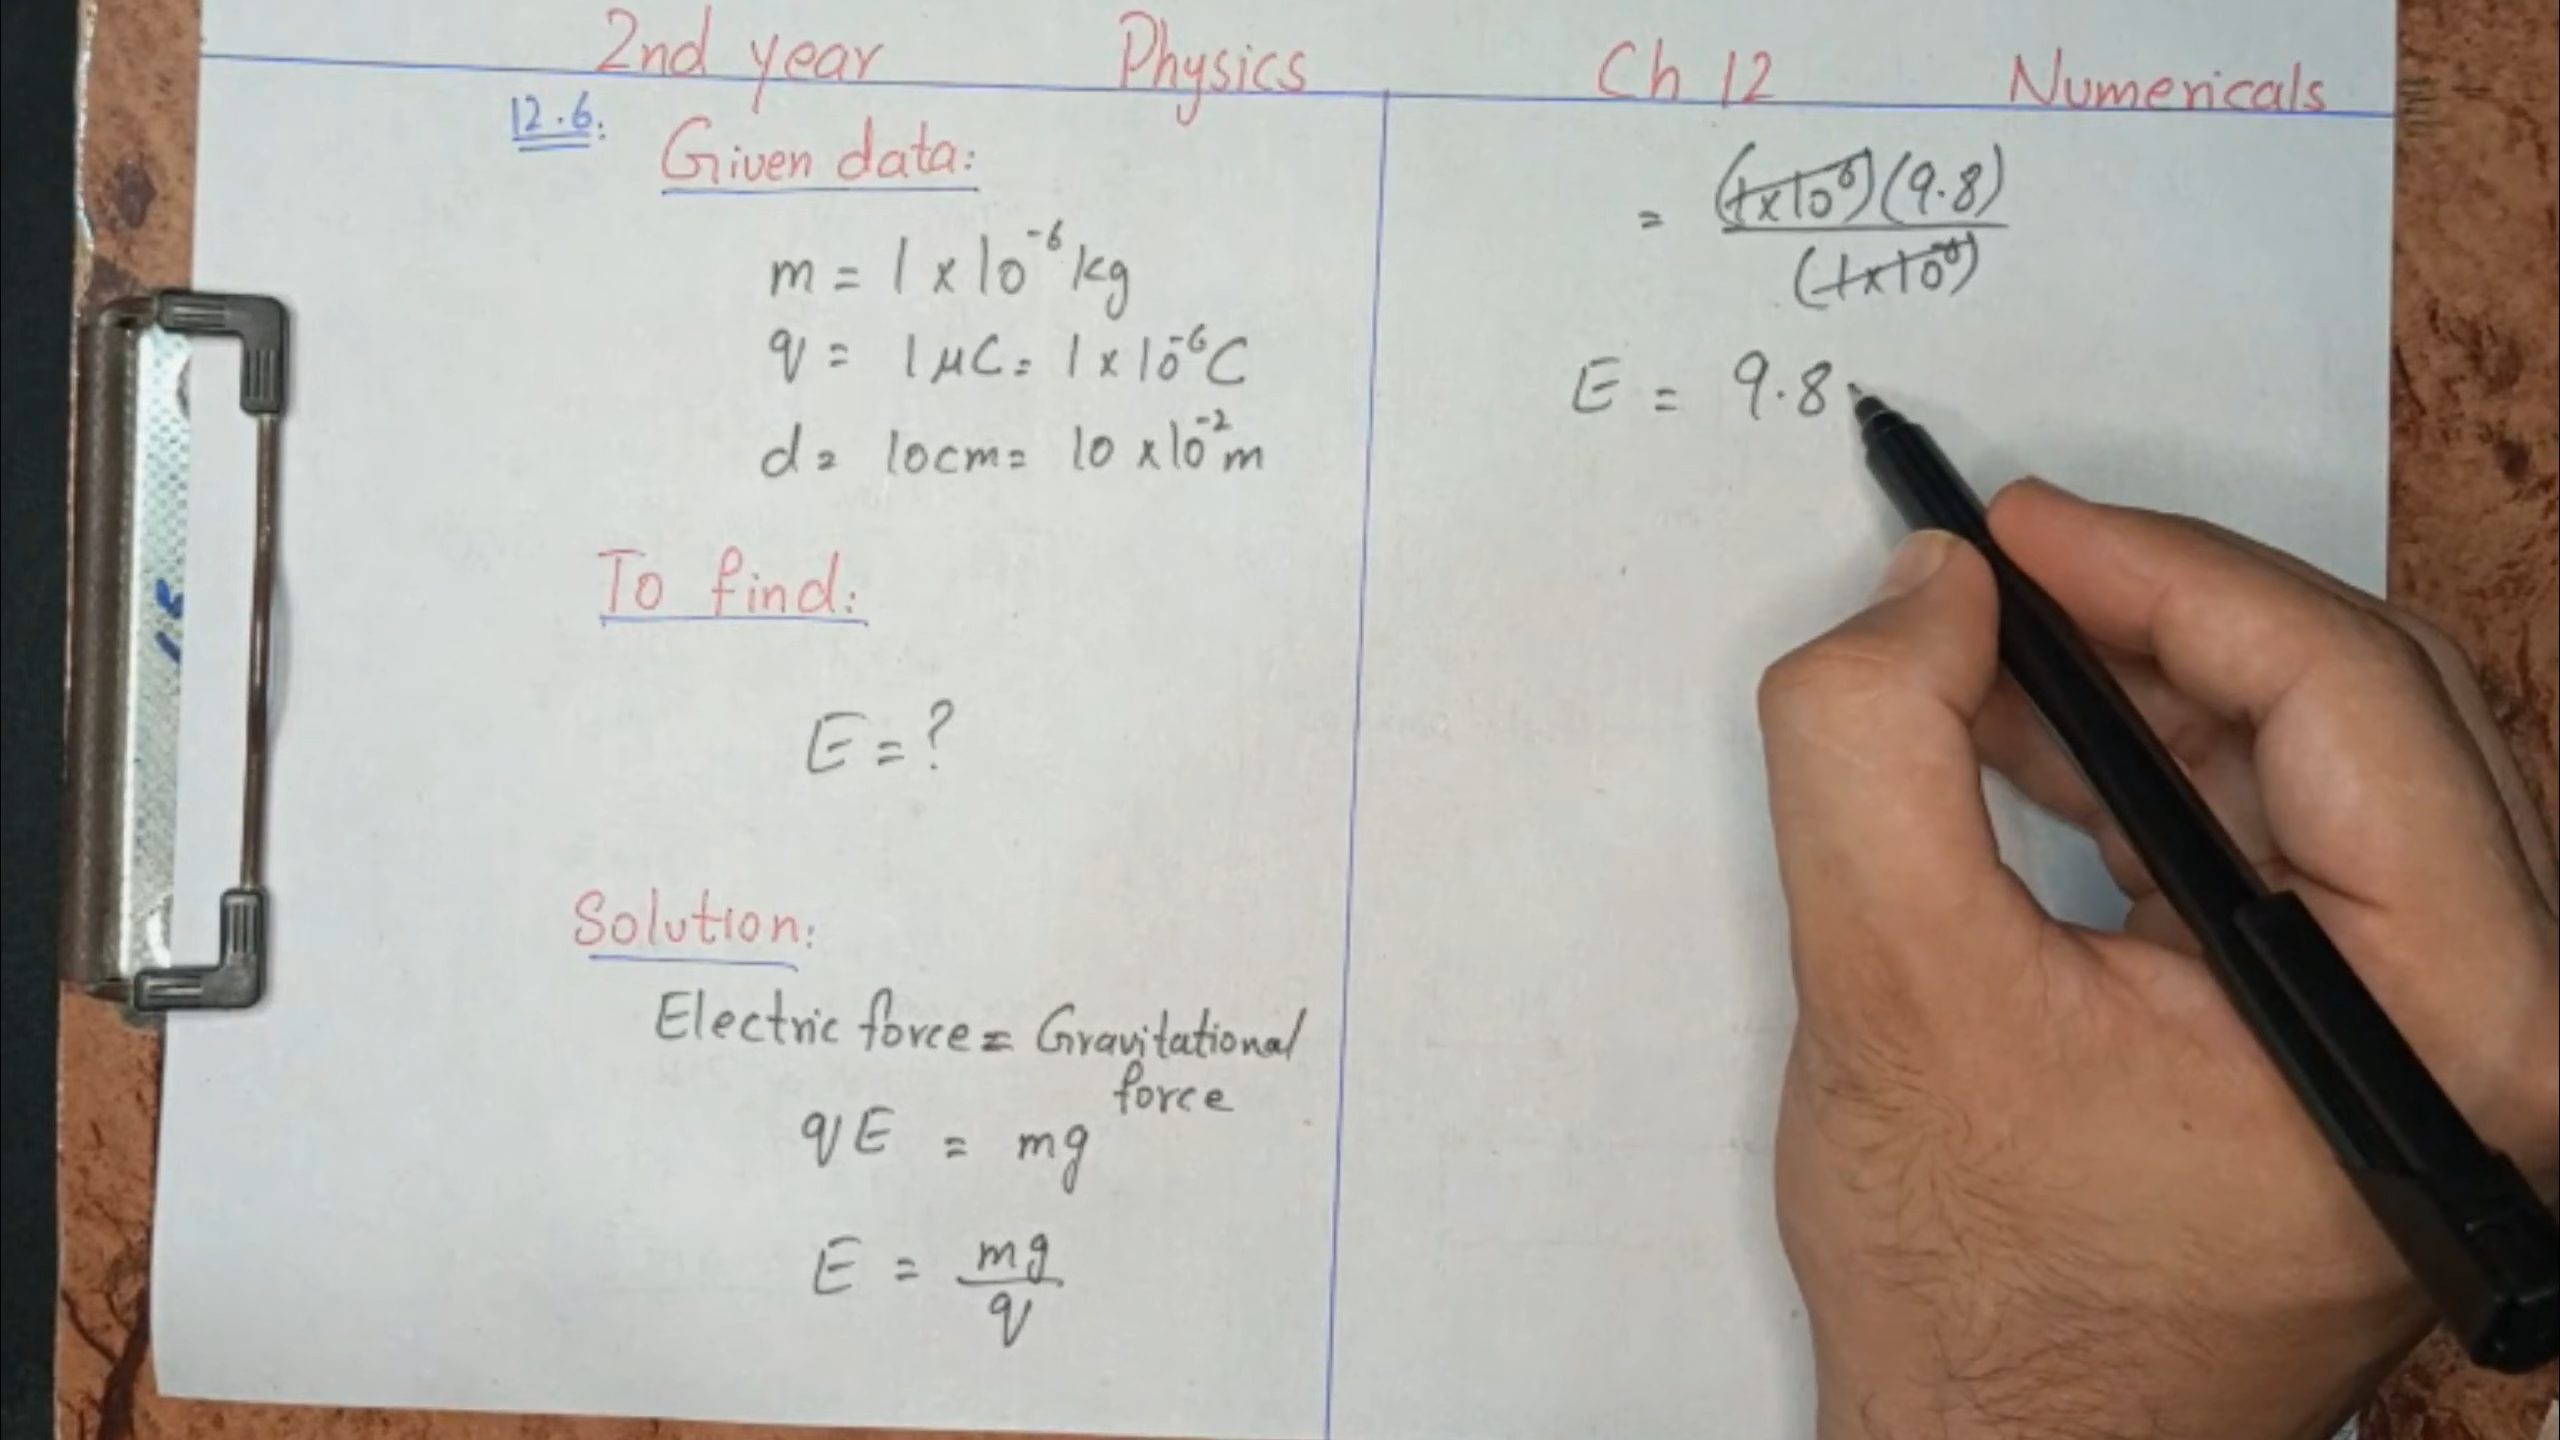 2nd year Physics Ch 12 Numericals
12.6:
Given data:
m = 1 x 10⁻⁶ kg
q = 1 μC = 1 x 10⁻⁶ C
d = 10cm = 10 x 10⁻² m
To find:
E = ?
Solution:
Electric force = Gravitational
force
qE = mg
E = mg/q
= (1x10⁻⁶)(9.8)/(1x10⁻⁶)
E = 9.8